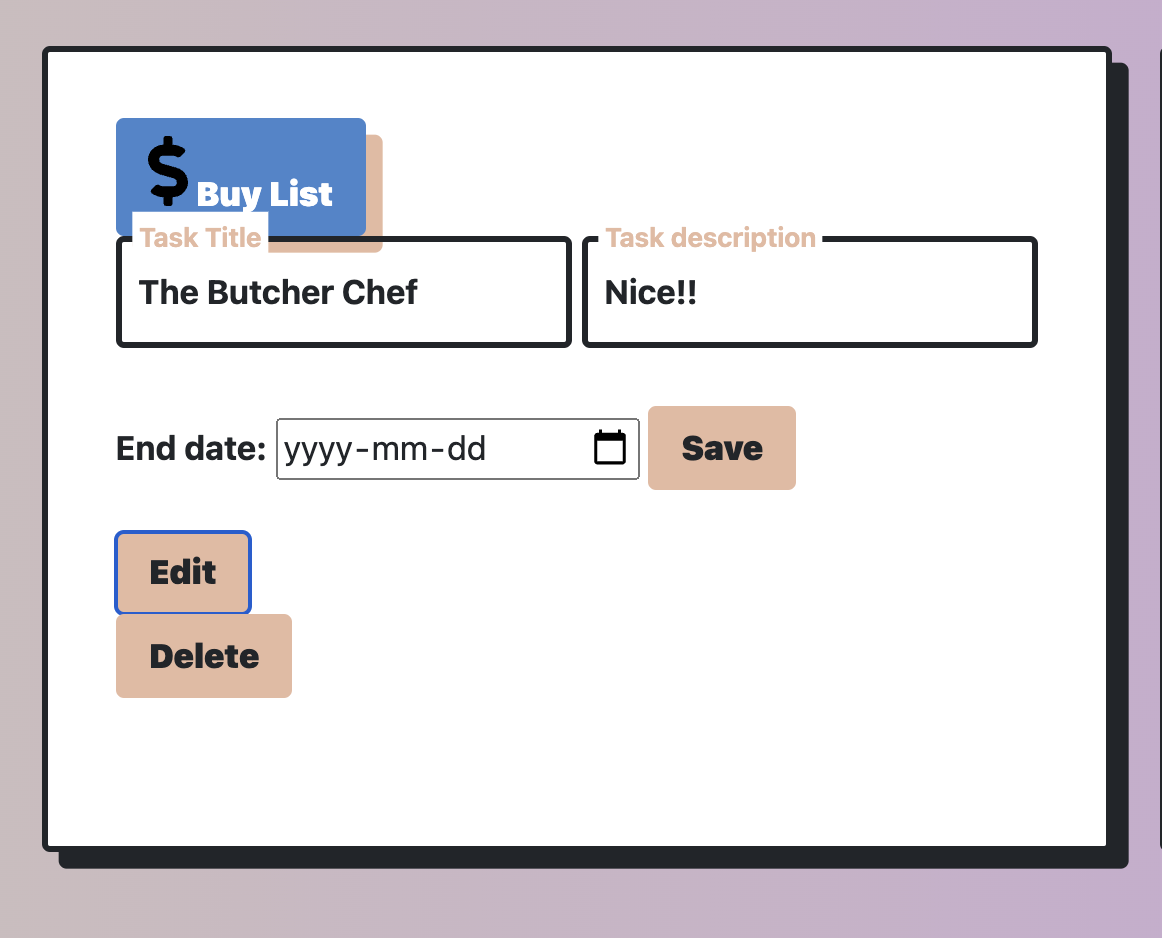 $ Buy List
Task Title Task description
The Butcher Chef Nice!!
End date: yyyy-mm-dd Save
Edit
Delete